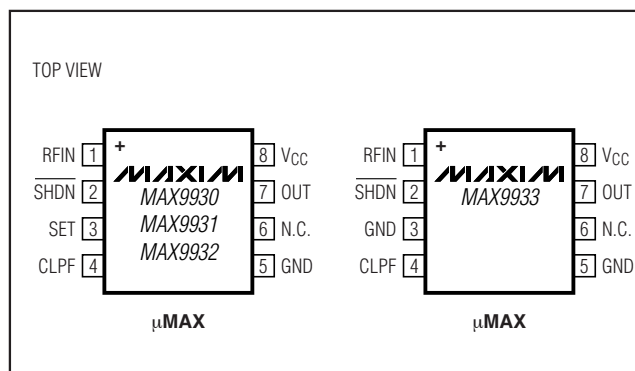 TOP VIEW
RFIN 1
SHDN 2
SET 3
CLPF 4
+
MAXIM
MAX9930
MAX9931
MAX9932
8 VCC
7 OUT
6 N.C.
5 GND
µMAX
RFIN 1
SHDN 2
GND 3
CLPF 4
+
MAXIM
MAX9933
8 VCC
7 OUT
6 N.C.
5 GND
µMAX